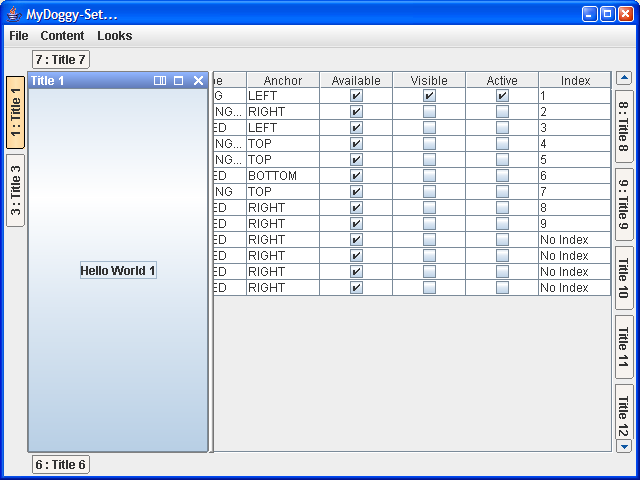 MyDoggy-Set...
File Content Looks
7 : Title 7
1 : Title 1
3 : Title 3
Title 1
Hello World 1
pe Anchor Available Visible Active Index
G LEFT 1
NG... RIGHT 2
ED LEFT 3
NG... TOP 4
NG... TOP 5
ED BOTTOM 6
NG TOP 7
ED RIGHT 8
ED RIGHT 9
ED RIGHT No Index
ED RIGHT No Index
ED RIGHT No Index
ED RIGHT No Index
8 : Title 8
9 : Title 9
Title 10
Title 11
Title 12
6 : Title 6